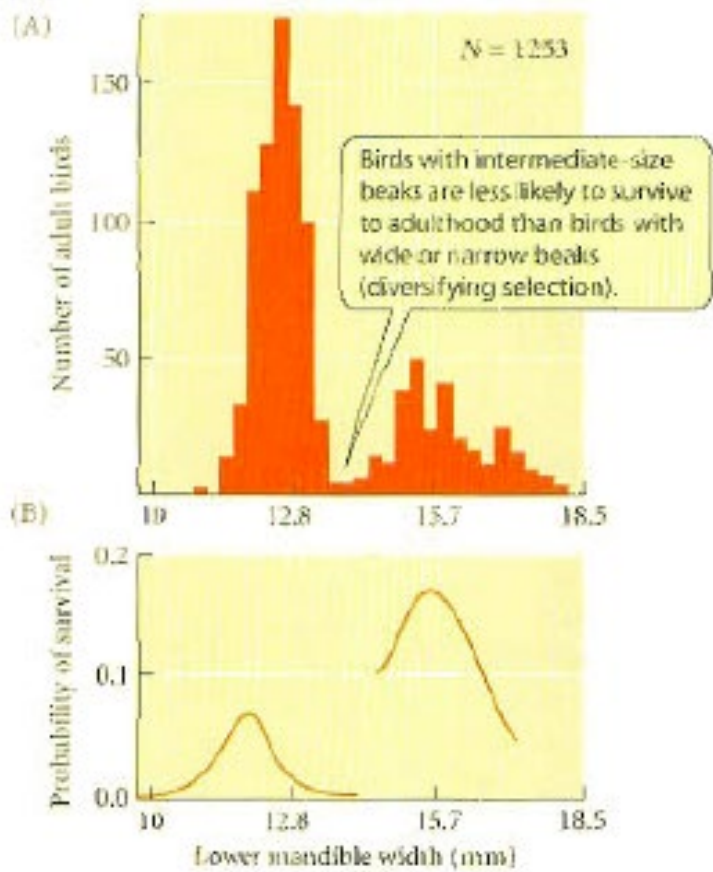 (A)
N = 1253
150
100
50
Number of adult birds
Birds with intermediate-size
beaks are less likely to survive
to adulthood than birds with
wide or narrow beaks
(diversifying selection).
10 12.8 15.7 18.5
(B)
0.2
0.1
0.0
Probability of survival
10 12.8 15.7 18.5
Lower mandible width (mm)